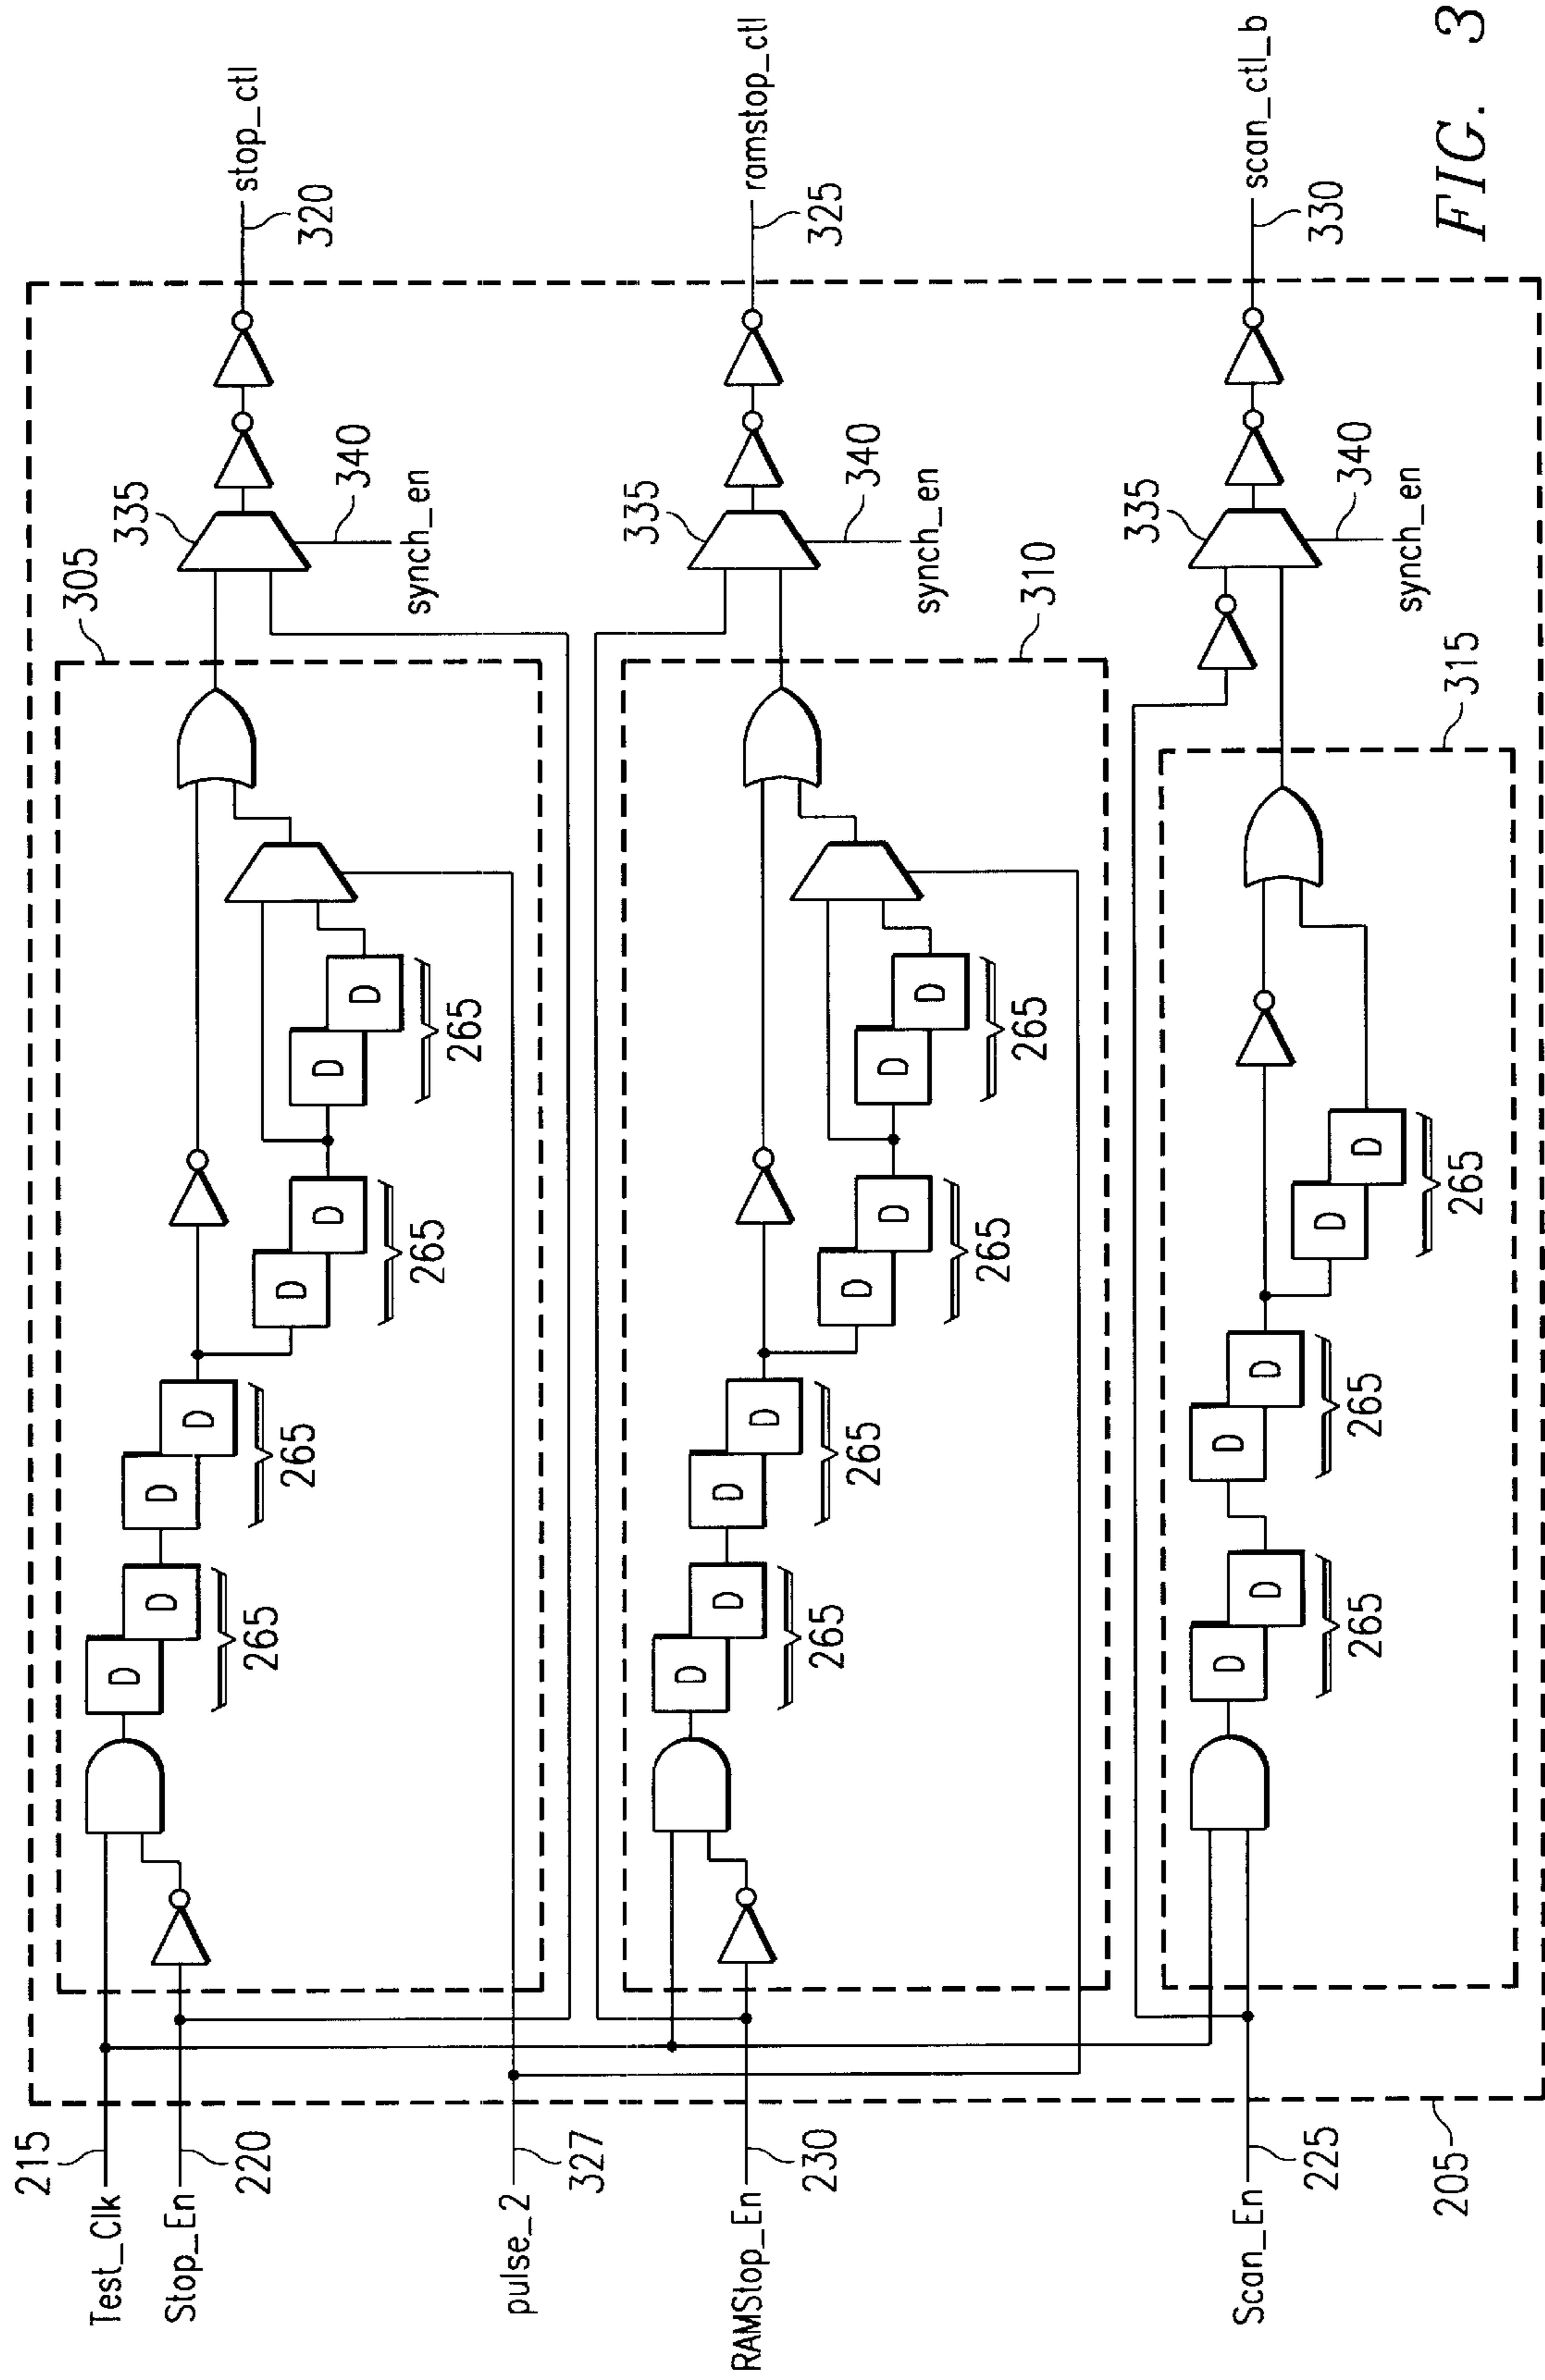 215
305
Test_Clk
D
335
D
D
Stop_En
220
D
stop_ctl
265
265
D
320
D
D
340
D
265
265
synch_en
pulse_2
327
310
335
D
D
D
RAMStop_En
230
D
ramstop_ctl
265
265
D
325
D
D
340
D
265
265
synch_en
315
335
D
D
Scan_En
225
D
D
scan_ctl_b
265
265
D
330
D
340
265
synch_en
205
FIG. 3